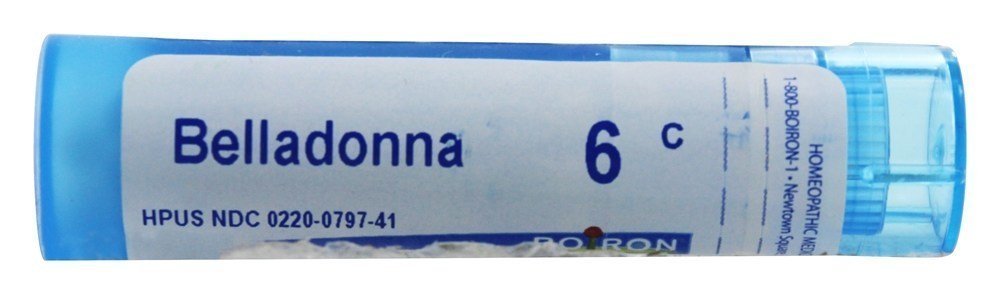 Belladonna
6 C
HPUS NDC 0220-0797-41
BOIRON
HOMEOPATHIC
1-800-BOIRON-1 • Newtown